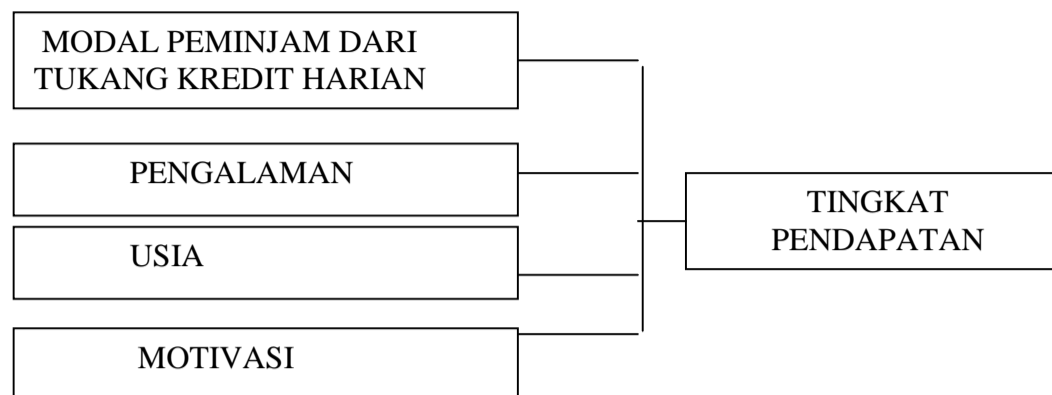 MODAL PEMINJAM DARI
TUKANG KREDIT HARIAN
PENGALAMAN
USIA
MOTIVASI
TINGKAT
PENDAPATAN